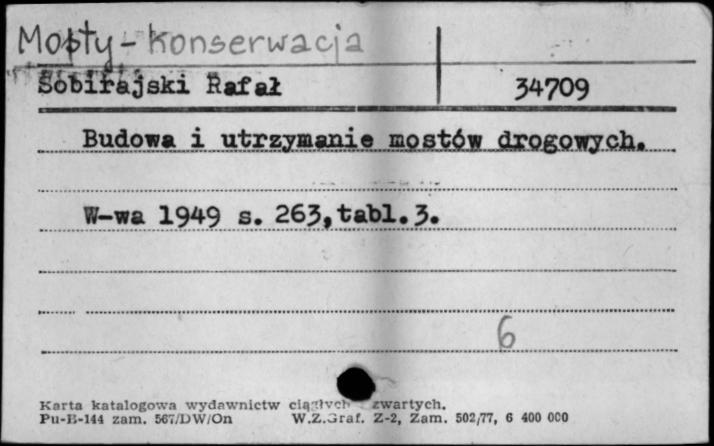 Mosty - konserwacja
Sobirajski Rafał 34709
Budowa i utrzymanie mostów drogowych.
W-wa 1949 s. 263, tabl. 3.
6
Karta katalogowa wydawnictw ciągłych zwartych.
Pu-B-144 zam. 567/DW/On W.Z.Graf. Z-2, Zam. 502/77, 6 400 000